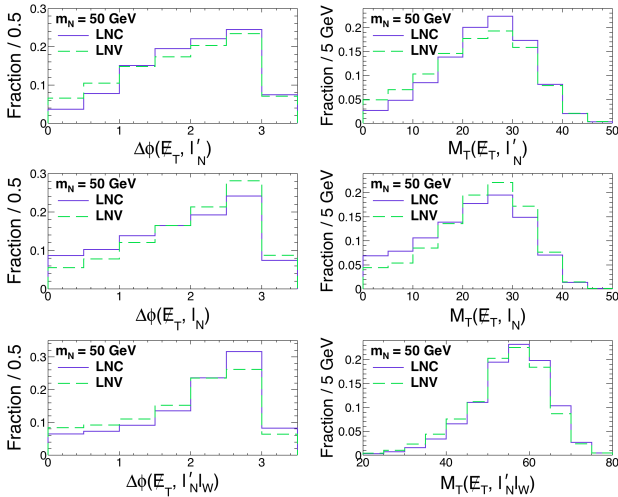 Fraction / 0.5
0.3
0.2
0.1
0
m_N = 50 GeV
LNC
LNV
0 1 2 3
Δϕ(E̸_T, l′_N)
Fraction / 5 GeV
0.2
0.15
0.1
0.05
0
m_N = 50 GeV
LNC
LNV
0 10 20 30 40 50
M_T(E̸_T, l′_N)
Fraction / 0.5
0.3
0.2
0.1
0
m_N = 50 GeV
LNC
LNV
0 1 2 3
Δϕ(E̸_T, l_N)
Fraction / 5 GeV
0.2
0.15
0.1
0.05
0
m_N = 50 GeV
LNC
LNV
0 10 20 30 40 50
M_T(E̸_T, l_N)
Fraction / 0.5
0.3
0.2
0.1
0
m_N = 50 GeV
LNC
LNV
0 1 2 3
Δϕ(E̸_T, l′_N l_W)
Fraction / 5 GeV
0.2
0.15
0.1
0.05
0
m_N = 50 GeV
LNC
LNV
20 40 60 80
M_T(E̸_T, l′_N l_W)